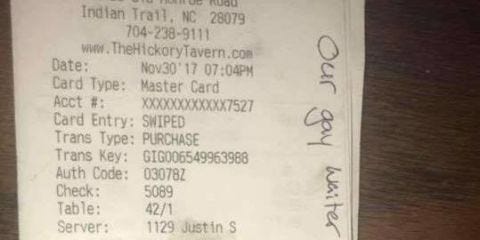 Indian Trail, NC 28079
704-238-9111
www.TheHickoryTavern.com
Date: Nov30'17 07:04PM
Card Type: Master Card
Acct #: XXXXXXXXXXXX7527
Card Entry: SWIPED
Trans Type: PURCHASE
Trans Key: GIG006549963988
Auth Code: 03078Z
Check: 5089
Table: 42/1
Server: 1129 Justin S
Our gay waiter